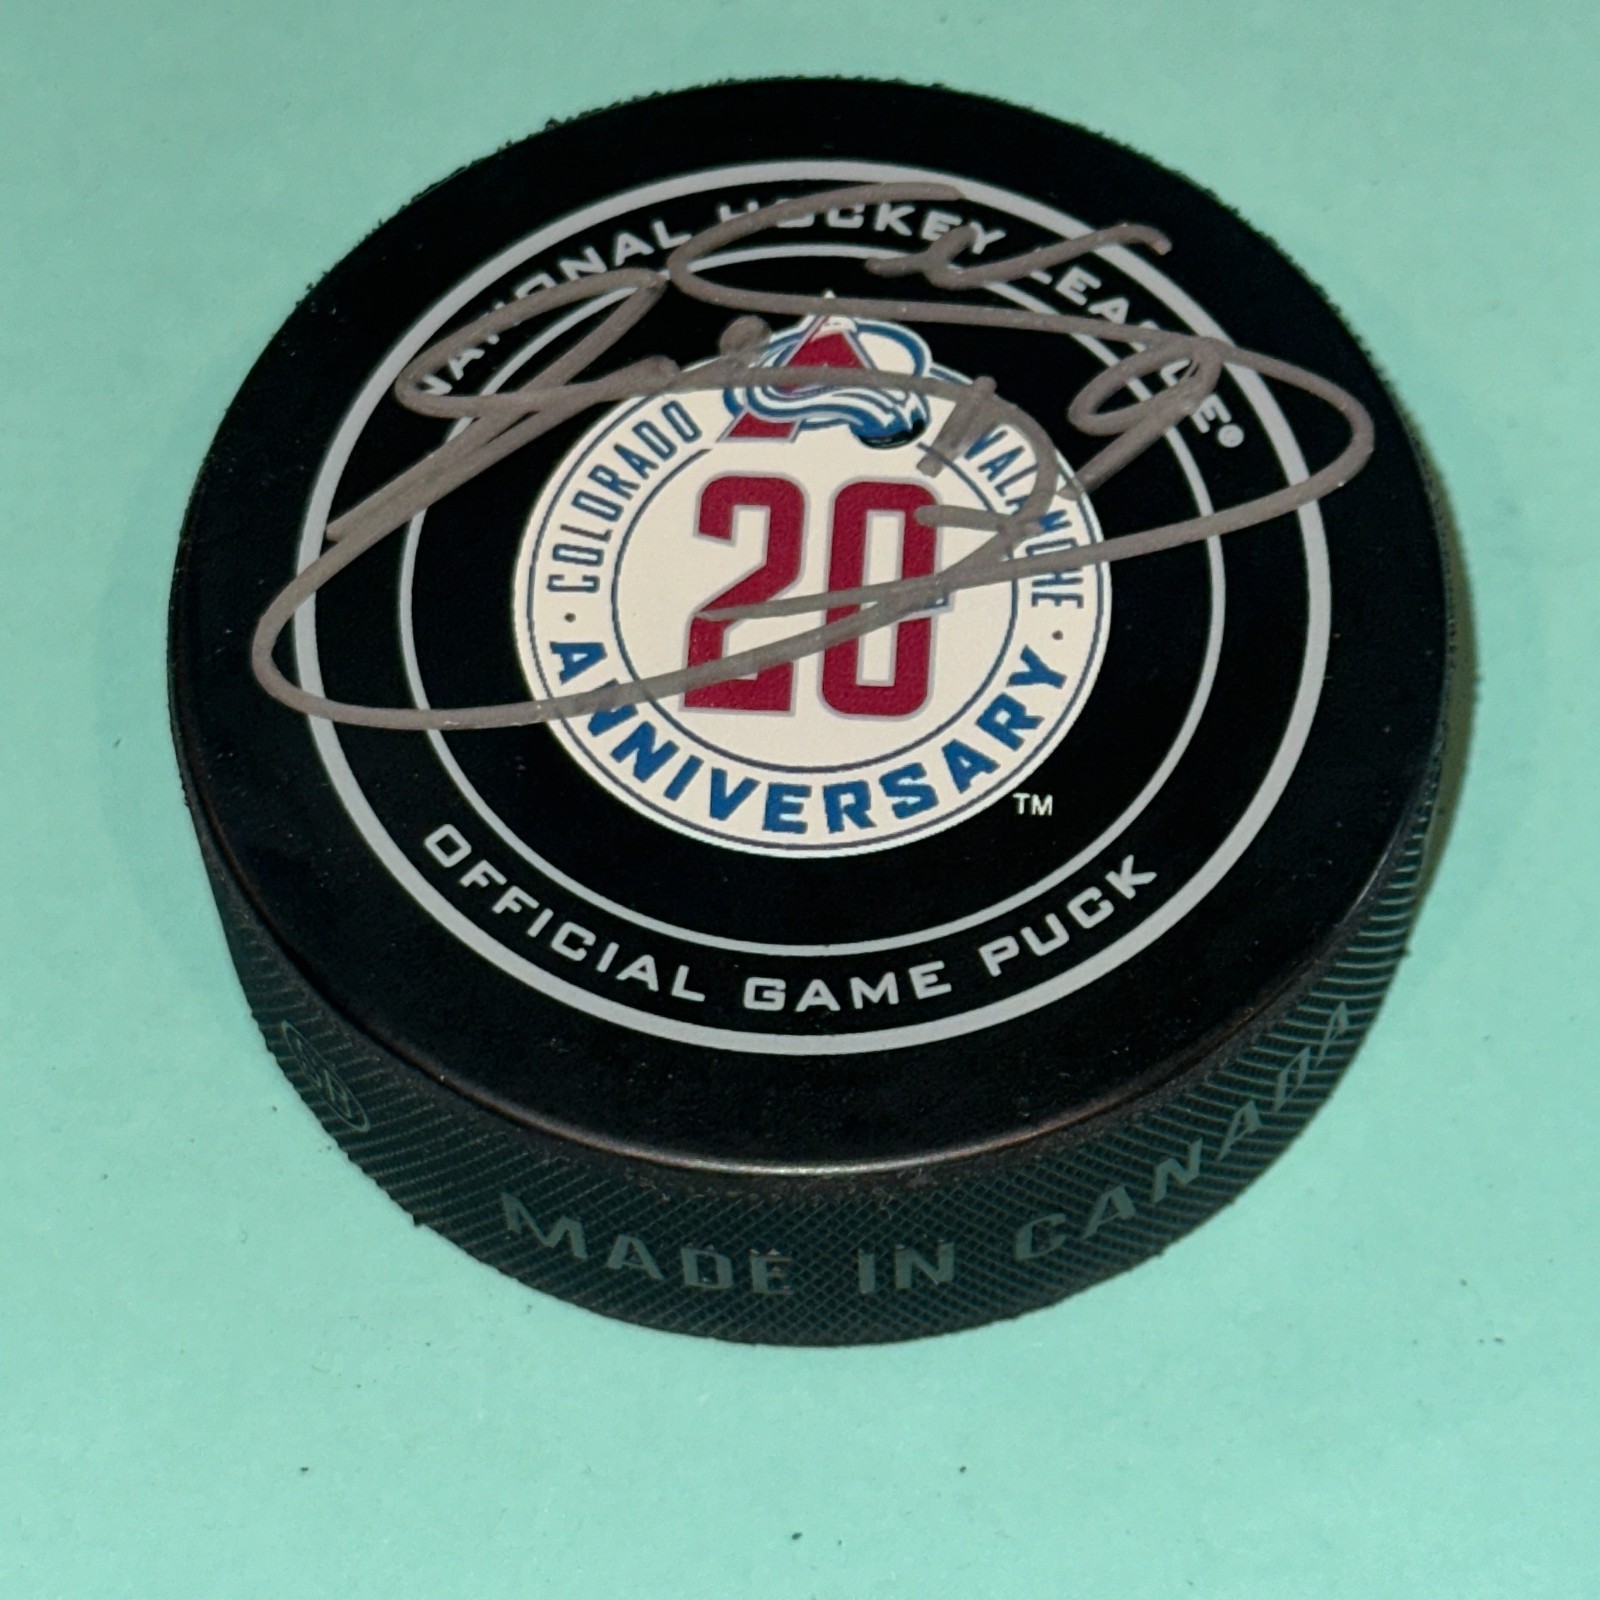 NATIONAL HOCKEY LEAGUE®
COLORADO AVALANCHE
20
· ANNIVERSARY ·
TM
OFFICIAL GAME PUCK
MADE IN CANADA